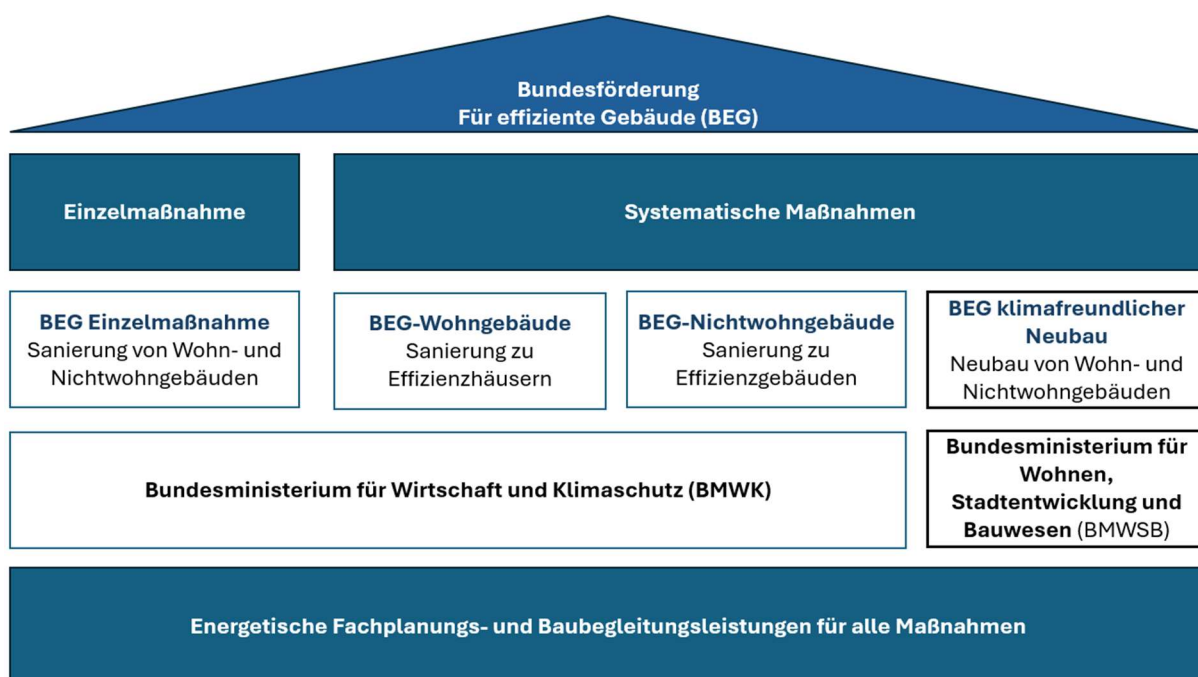 Bundesförderung
Für effiziente Gebäude (BEG)
Einzelmaßnahme
Systematische Maßnahmen
BEG Einzelmaßnahme
Sanierung von Wohn- und
Nichtwohngebäuden
BEG-Wohngebäude
Sanierung zu
Effizienzhäusern
BEG-Nichtwohngebäude
Sanierung zu
Effizienzgebäuden
BEG klimafreundlicher
Neubau
Neubau von Wohn- und
Nichtwohngebäuden
Bundesministerium für Wirtschaft und Klimaschutz (BMWK)
Bundesministerium für
Wohnen,
Stadtentwicklung und
Bauwesen (BMWSB)
Energetische Fachplanungs- und Baubegleitungsleistungen für alle Maßnahmen